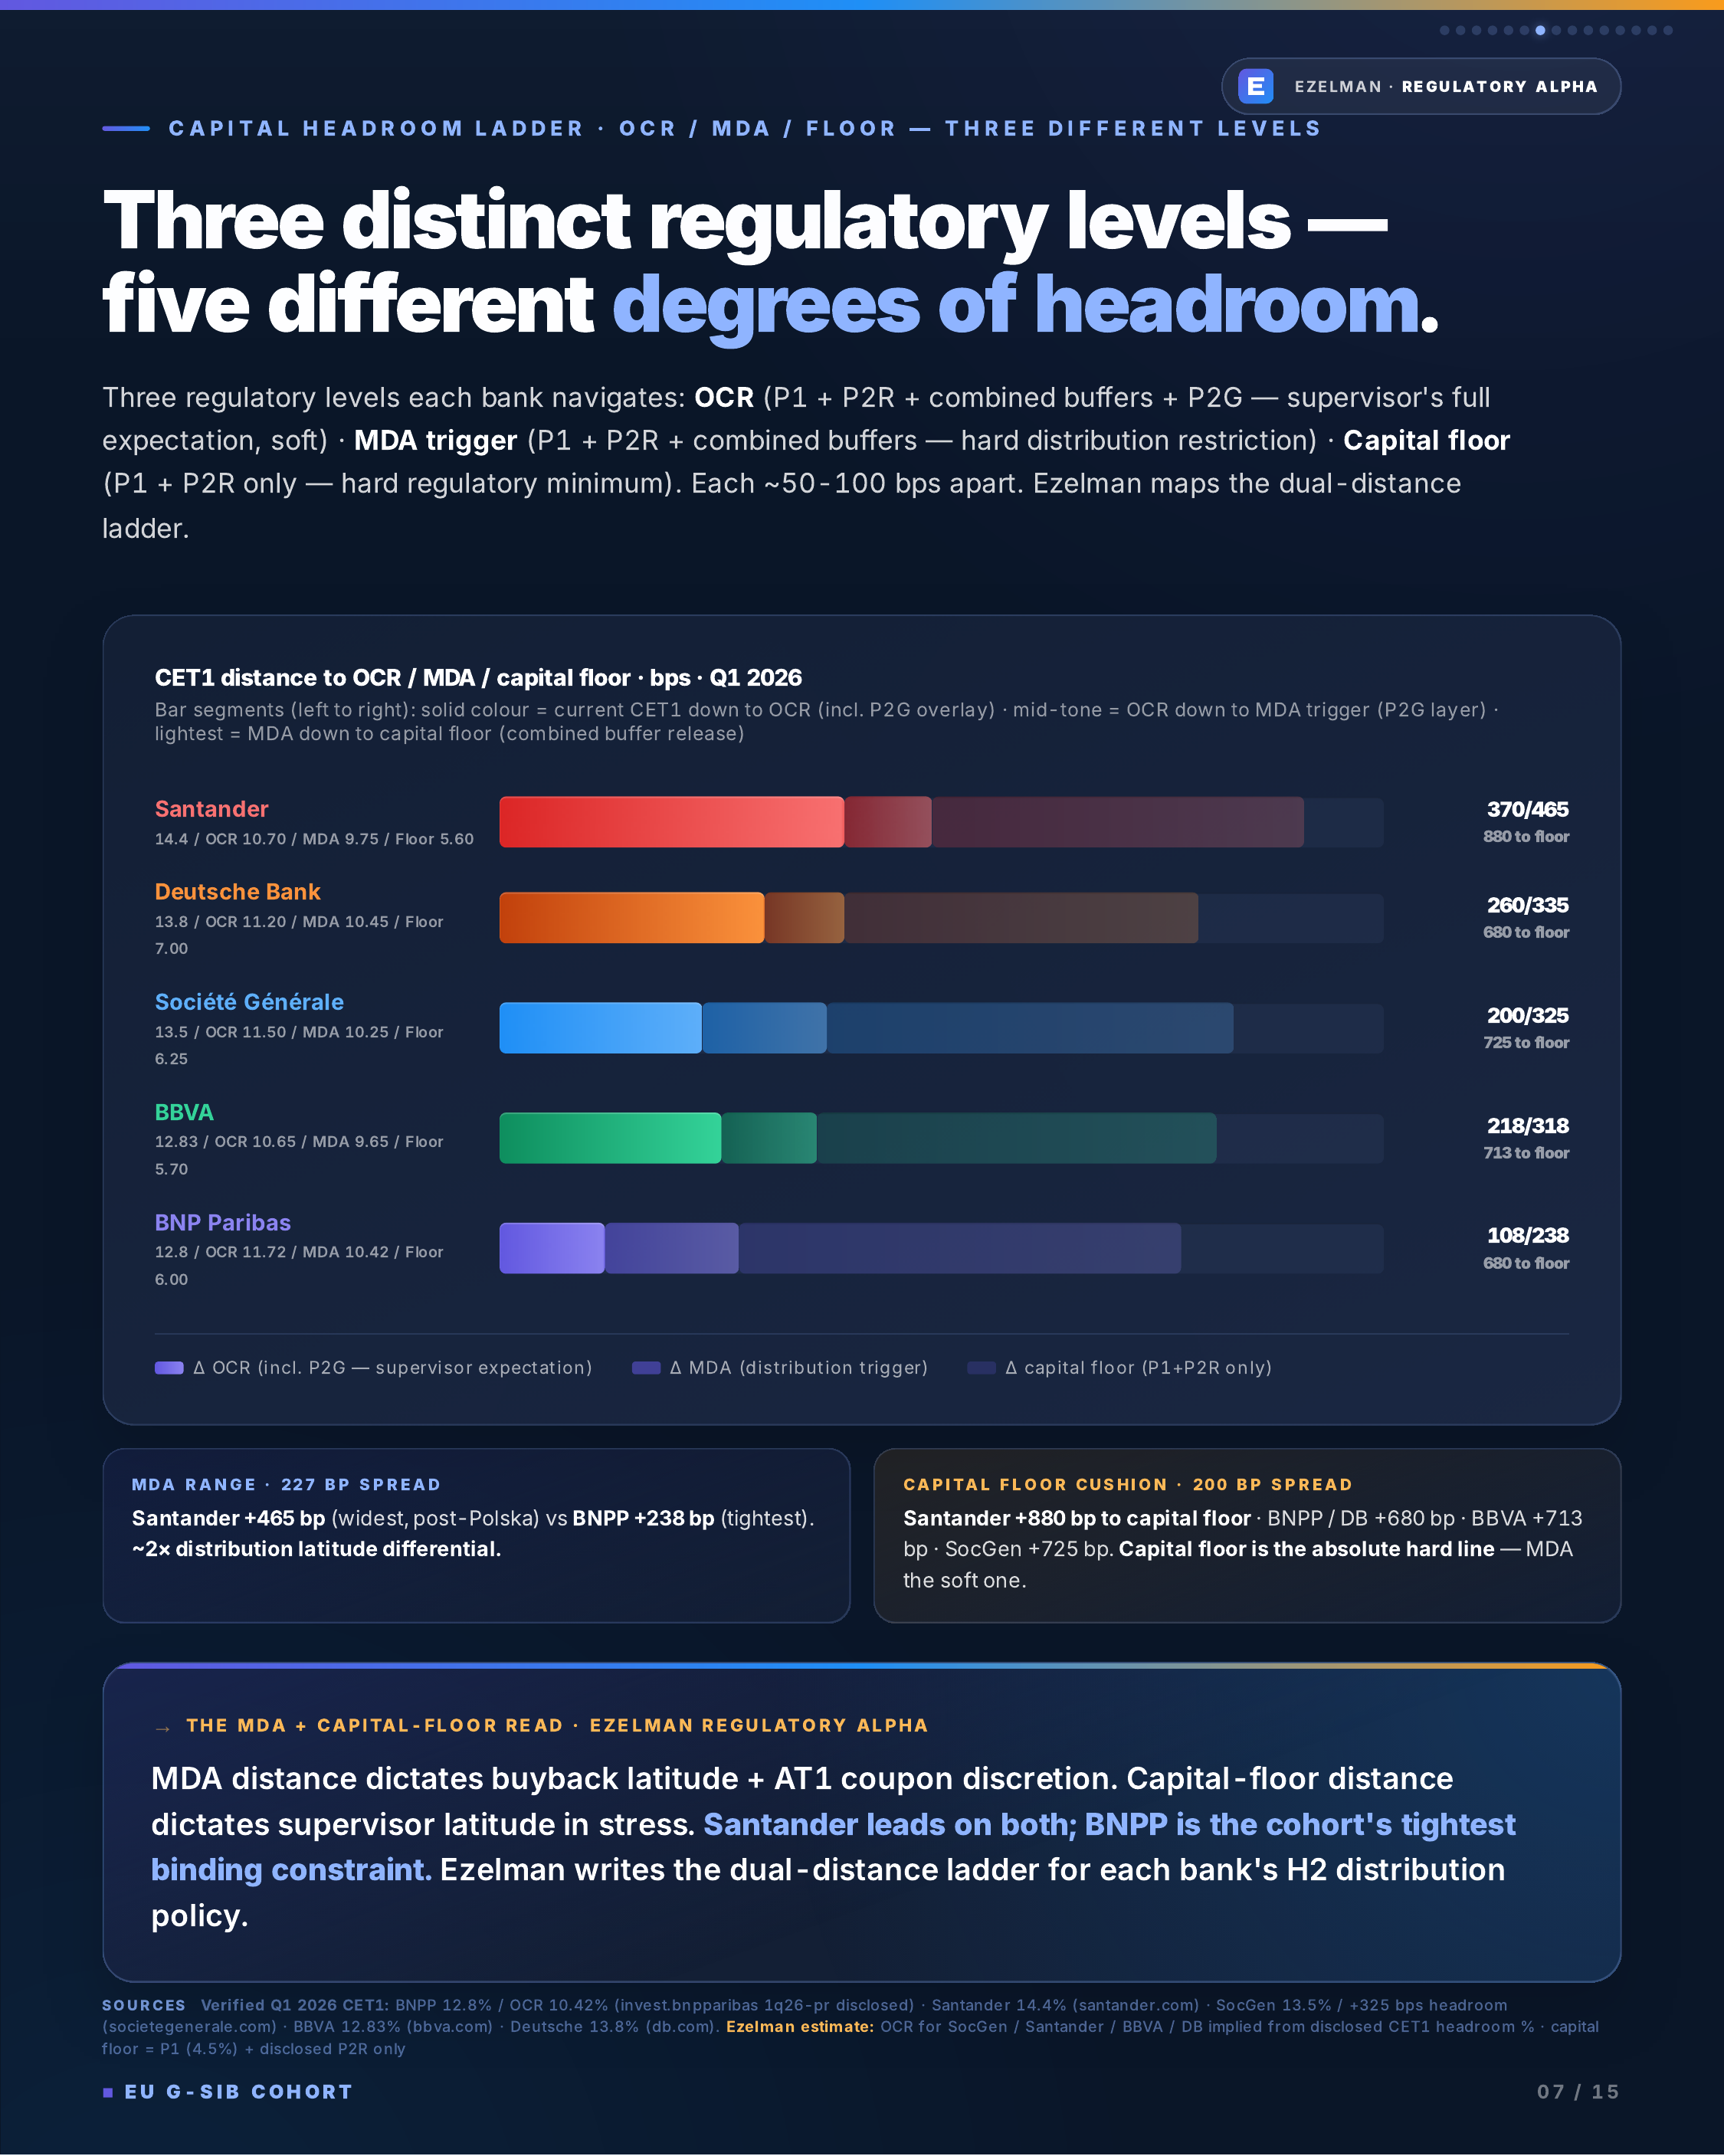 E EZELMAN · REGULATORY ALPHA
CAPITAL HEADROOM LADDER · OCR / MDA / FLOOR — THREE DIFFERENT LEVELS
Three distinct regulatory levels —
five different degrees of headroom.
Three regulatory levels each bank navigates: OCR (P1 + P2R + combined buffers + P2G — supervisor's full
expectation, soft) · MDA trigger (P1 + P2R + combined buffers — hard distribution restriction) · Capital floor
(P1 + P2R only — hard regulatory minimum). Each ~50-100 bps apart. Ezelman maps the dual-distance
ladder.
CET1 distance to OCR / MDA / capital floor · bps · Q1 2026
Bar segments (left to right): solid colour = current CET1 down to OCR (incl. P2G overlay) · mid-tone = OCR down to MDA trigger (P2G layer) ·
lightest = MDA down to capital floor (combined buffer release)
Santander
14.4 / OCR 10.70 / MDA 9.75 / Floor 5.60
370/465
880 to floor
Deutsche Bank
13.8 / OCR 11.20 / MDA 10.45 / Floor
7.00
260/335
680 to floor
Société Générale
13.5 / OCR 11.50 / MDA 10.25 / Floor
6.25
200/325
725 to floor
BBVA
12.83 / OCR 10.65 / MDA 9.65 / Floor
5.70
218/318
713 to floor
BNP Paribas
12.8 / OCR 11.72 / MDA 10.42 / Floor
6.00
108/238
680 to floor
Δ OCR (incl. P2G — supervisor expectation)
Δ MDA (distribution trigger)
Δ capital floor (P1+P2R only)
MDA RANGE · 227 BP SPREAD
Santander +465 bp (widest, post-Polska) vs BNPP +238 bp (tightest).
~2× distribution latitude differential.
CAPITAL FLOOR CUSHION · 200 BP SPREAD
Santander +880 bp to capital floor · BNPP / DB +680 bp · BBVA +713
bp · SocGen +725 bp. Capital floor is the absolute hard line — MDA
the soft one.
→ THE MDA + CAPITAL-FLOOR READ · EZELMAN REGULATORY ALPHA
MDA distance dictates buyback latitude + AT1 coupon discretion. Capital-floor distance
dictates supervisor latitude in stress. Santander leads on both; BNPP is the cohort's tightest
binding constraint. Ezelman writes the dual-distance ladder for each bank's H2 distribution
policy.
SOURCES Verified Q1 2026 CET1: BNPP 12.8% / OCR 10.42% (invest.bnpparibas 1q26-pr disclosed) · Santander 14.4% (santander.com) · SocGen 13.5% / +325 bps headroom
(societegenerale.com) · BBVA 12.83% (bbva.com) · Deutsche 13.8% (db.com). Ezelman estimate: OCR for SocGen / Santander / BBVA / DB implied from disclosed CET1 headroom % · capital
floor = P1 (4.5%) + disclosed P2R only
EU G-SIB COHORT
07 / 15